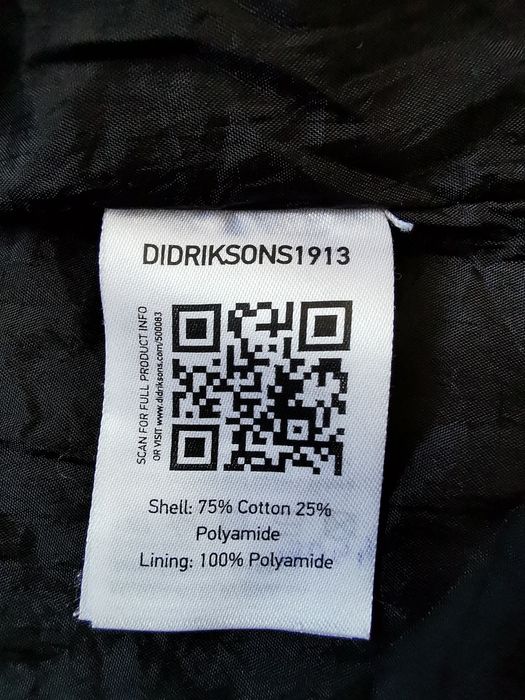 DIDRIKSONS1913
SCAN FOR FULL PRODUCT INFO
OR VISIT www.didriksons.com/500083
Shell: 75% Cotton 25%
Polyamide
Lining: 100% Polyamide